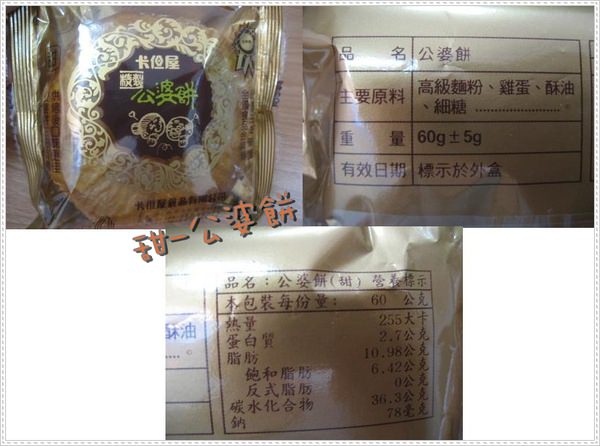 卡但屋
公婆餅
品名 公婆餅
主要原料 高級麵粉、雞蛋、酥油
、細糖
重量 60g±5g
有效日期 標示於外盒
甜-公婆餅
品名：公婆餅(甜) 營養標示
本包裝每份量： 60 公克
熱量 255大卡
蛋白質 2.7公克
脂肪 10.98公克
飽和脂肪 6.42公克
反式脂肪 0公克
碳水化合物 36.3公克
鈉 78毫克
酥油